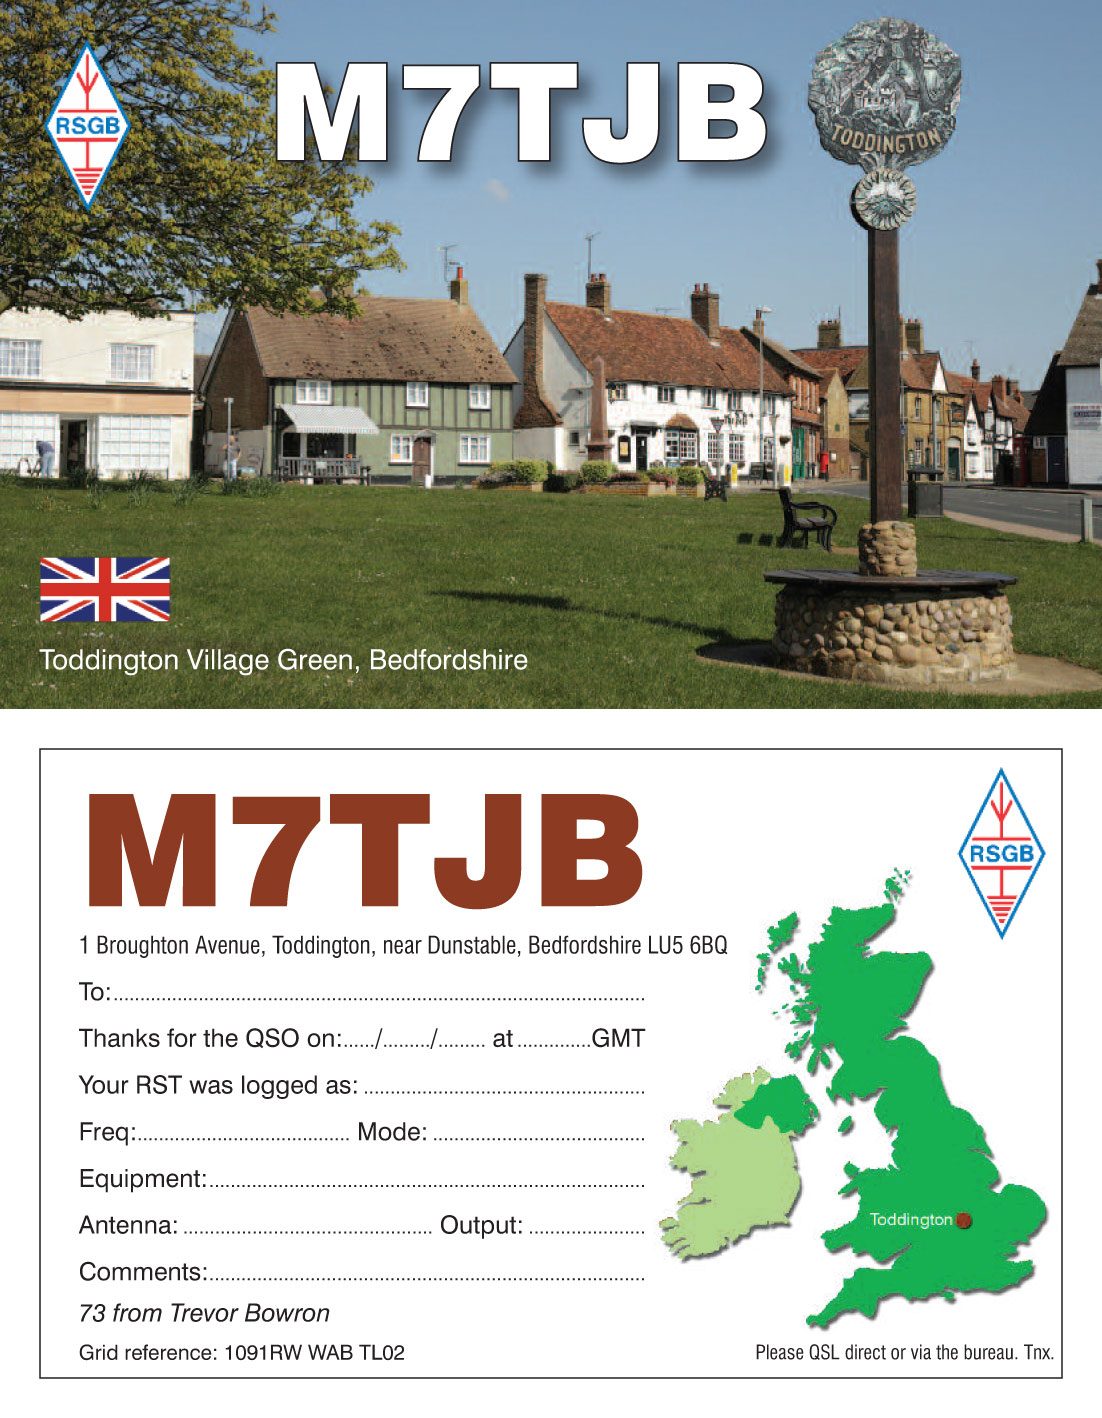 M7TJB
RSGB
TODDINGTON
Toddington Village Green, Bedfordshire
M7TJB
RSGB
1 Broughton Avenue, Toddington, near Dunstable, Bedfordshire LU5 6BQ
To:
Thanks for the QSO on:....../........./......... at ..............GMT
Your RST was logged as:
Freq: Mode:
Equipment:
Antenna: Output:
Comments:
73 from Trevor Bowron
Grid reference: 1091RW WAB TL02
Toddington
Please QSL direct or via the bureau. Tnx.